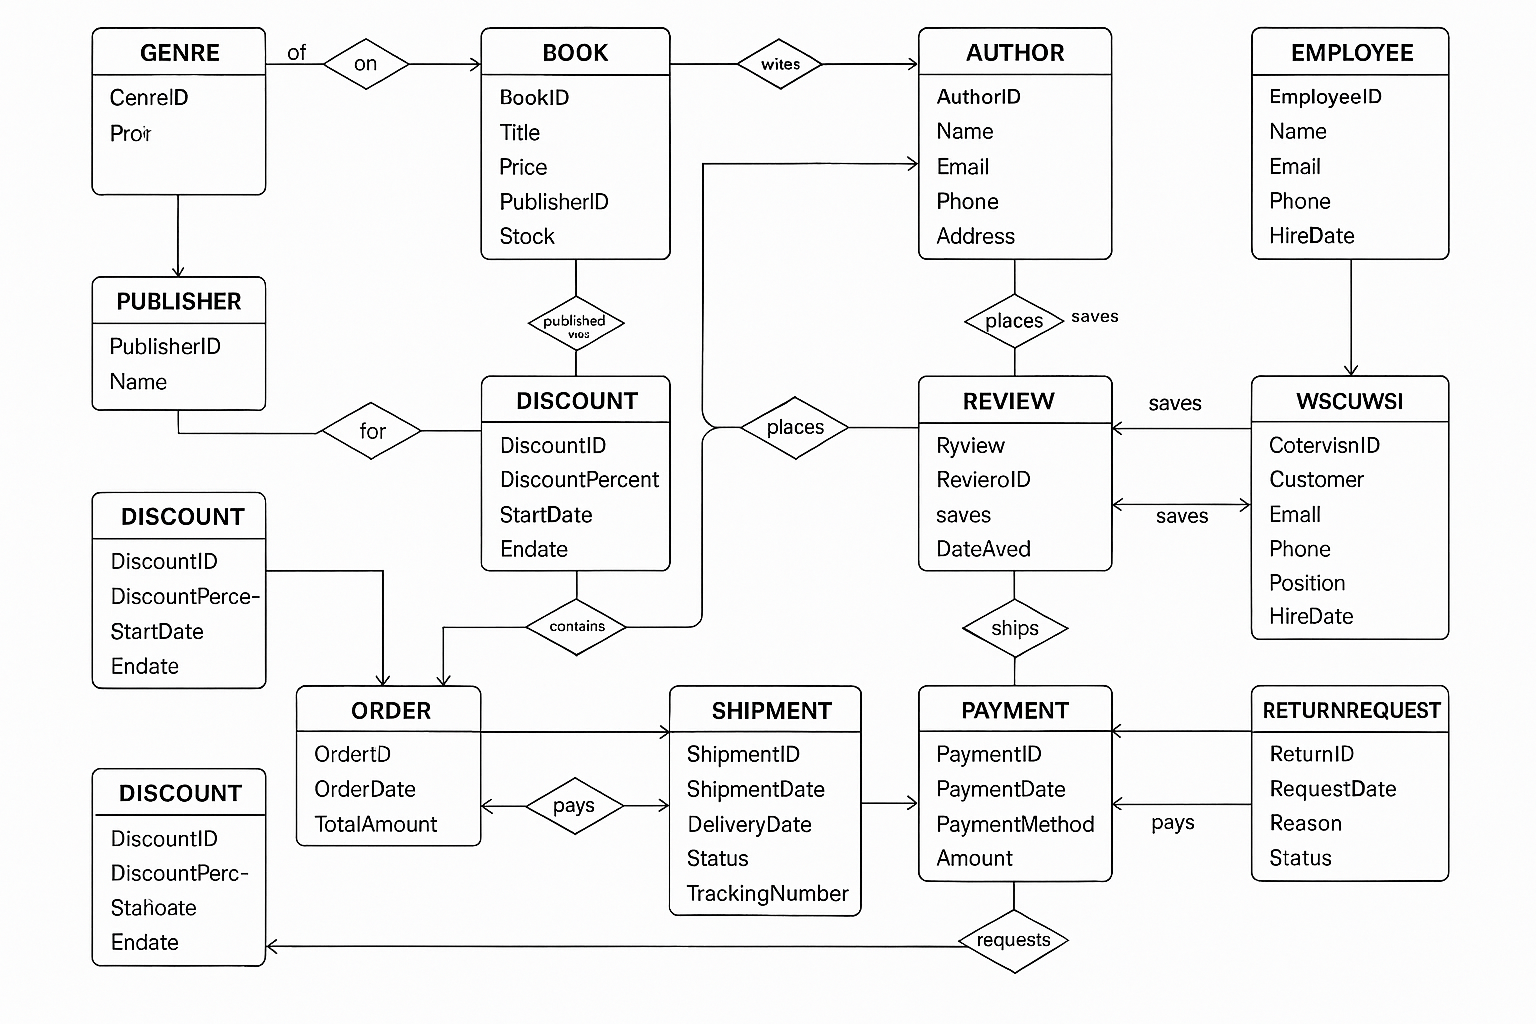 GENRE
CenreID
Proir
of
on
BOOK
BookID
Title
Price
PublisherID
Stock
wites
AUTHOR
AuthorID
Name
Email
Phone
Address
EMPLOYEE
EmployeeID
Name
Email
Phone
HireDate
PUBLISHER
PublisherID
Name
published
vios
places
saves
for
DISCOUNT
DiscountID
DiscountPercent
StartDate
Endate
places
REVIEW
Ryview
RevieroID
saves
DateAved
saves
saves
WSCUWSI
CotervisnID
Customer
Emall
Phone
Position
HireDate
DISCOUNT
DiscountID
DiscountPerce-
StartDate
Endate
contains
ships
ORDER
OrdertD
OrderDate
TotalAmount
pays
SHIPMENT
ShipmentID
ShipmentDate
DeliveryDate
Status
TrackingNumber
PAYMENT
PaymentID
PaymentDate
PaymentMethod
Amount
pays
RETURNREQUEST
ReturnID
RequestDate
Reason
Status
DISCOUNT
DiscountID
DiscountPerc-
Stahoate
Endate
requests